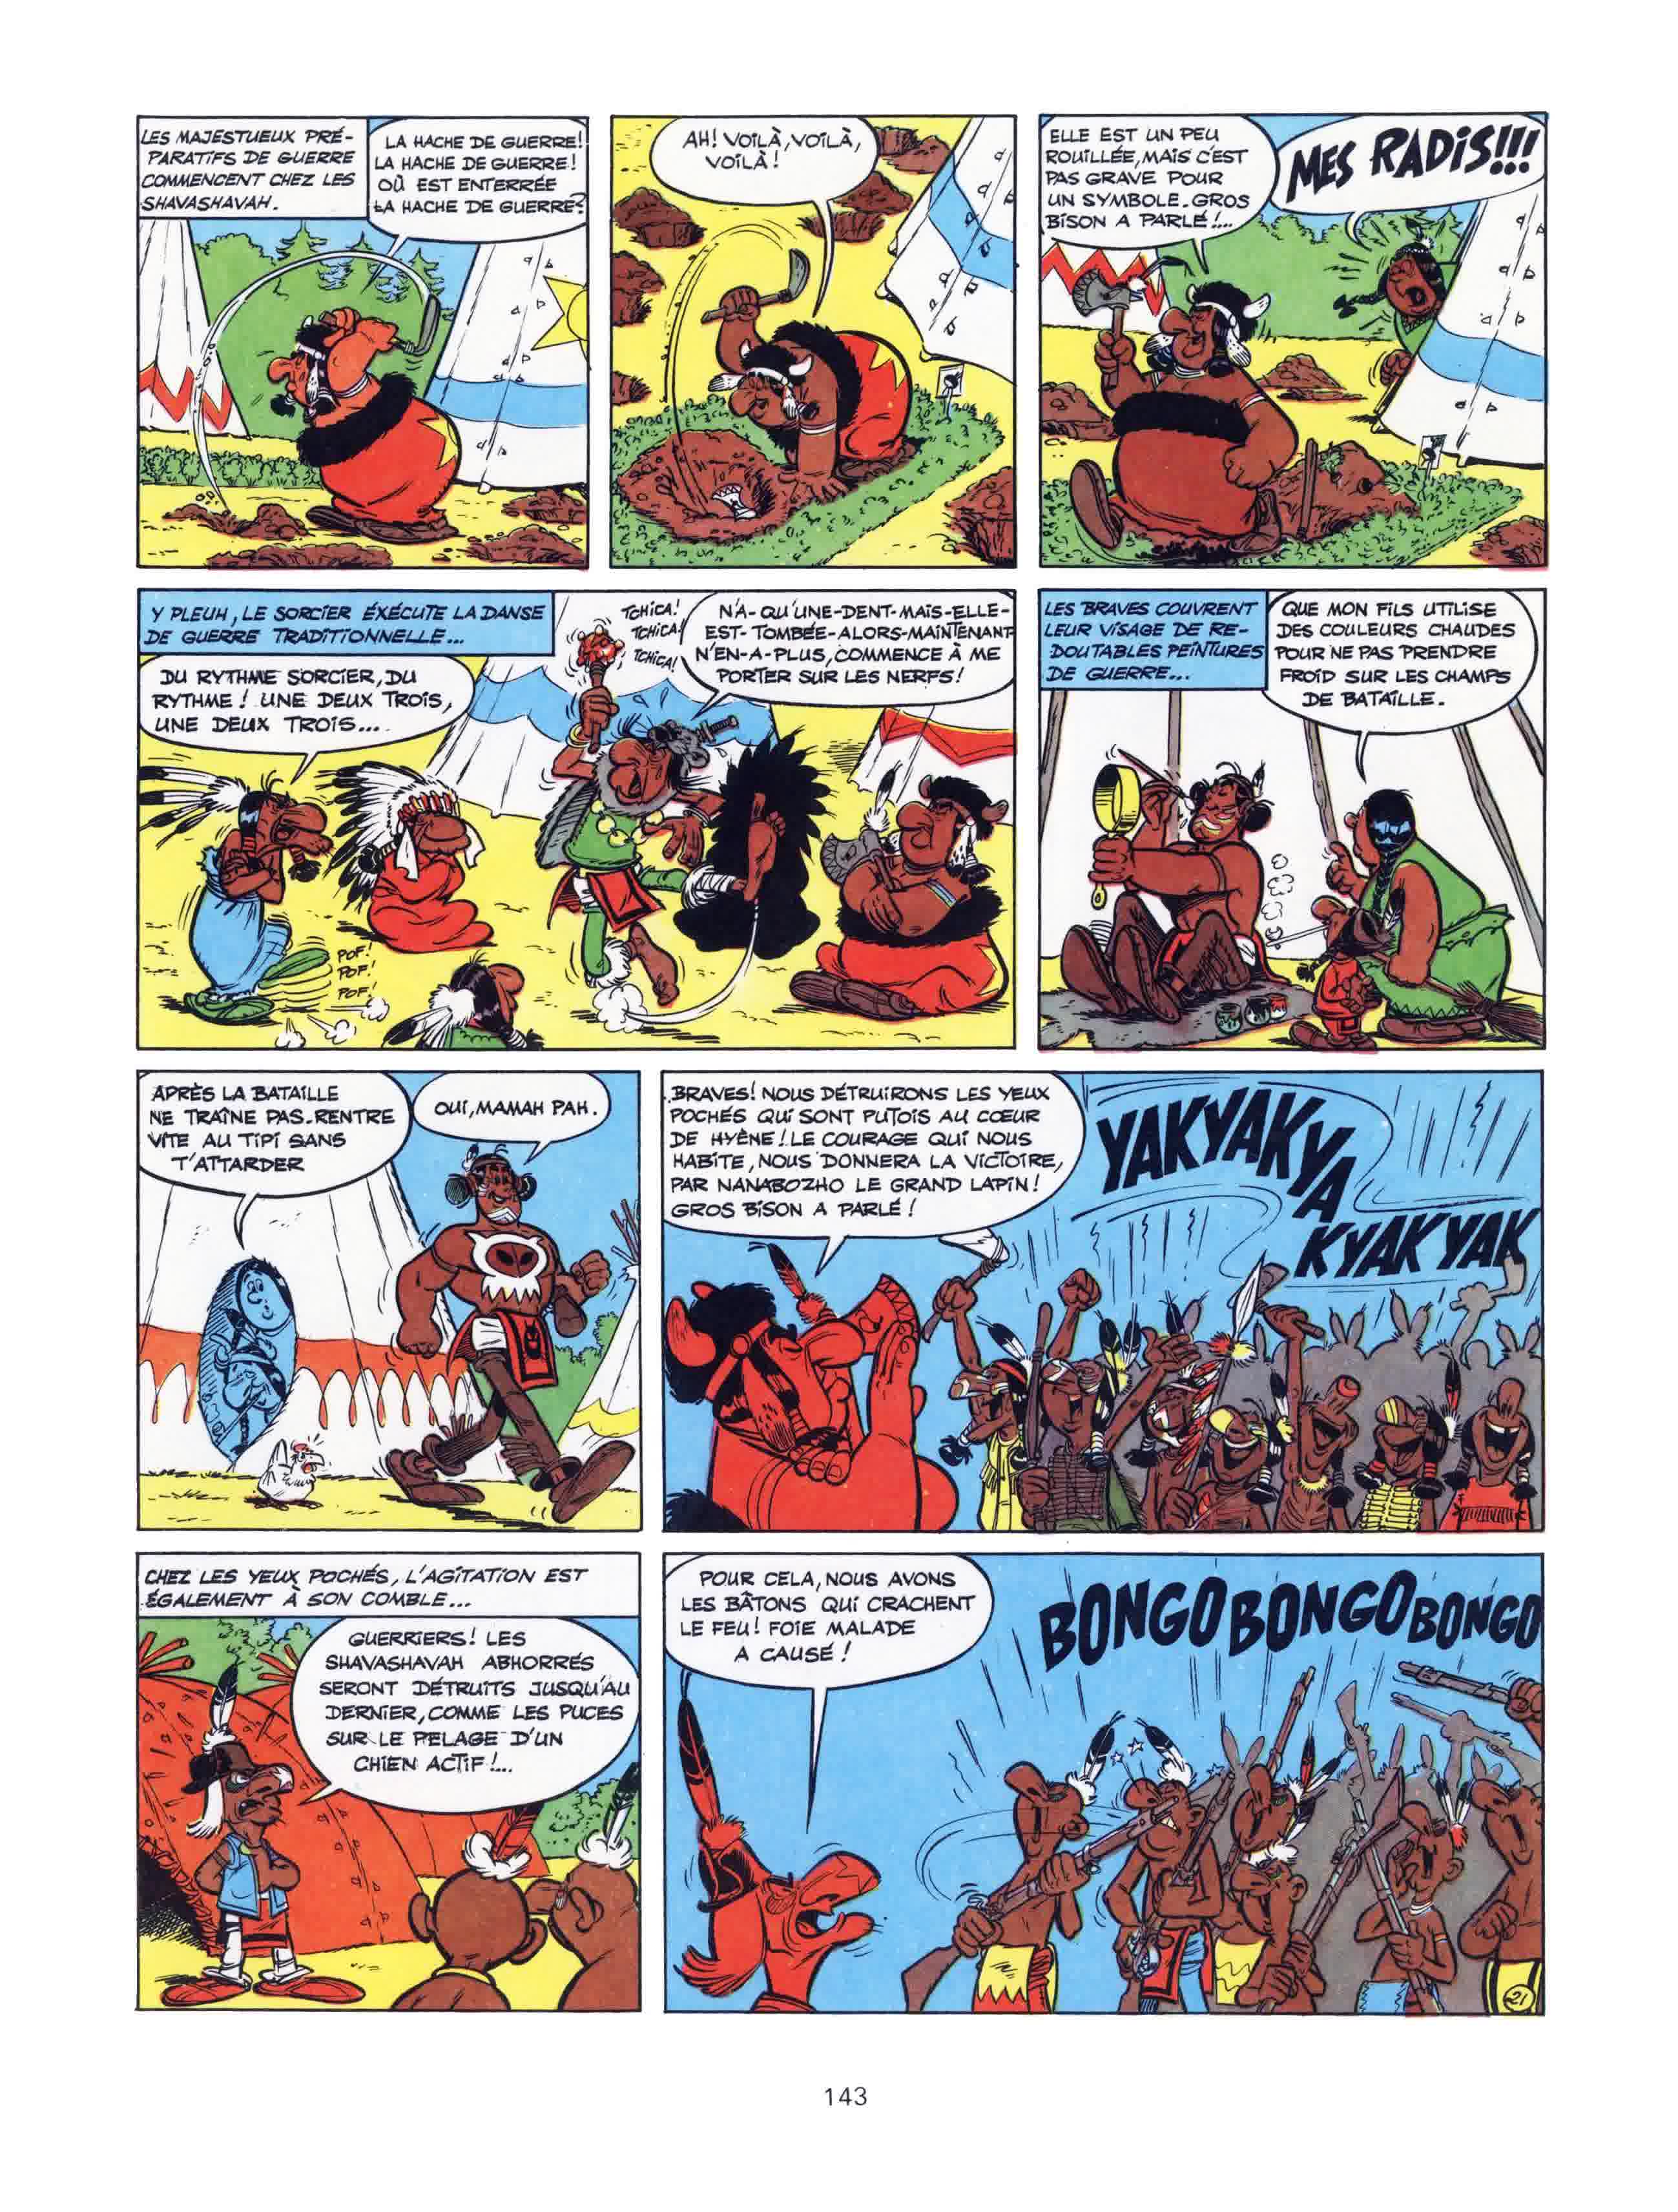 LES MAJESTUEUX PRÉ-
PARATIFS DE GUERRE
COMMENCENT CHEZ LES
SHAVASHAVAH.
LA HACHE DE GUERRE!
LA HACHE DE GUERRE!
OÙ EST ENTERRÉE
LA HACHE DE GUERRE?
AH! VOILÀ, VOILÀ,
VOILÀ!
ELLE EST UN PEU
ROUILLÉE, MAIS C'EST
PAS GRAVE POUR
UN SYMBOLE. GROS
BISON A PARLÉ!...
MES RADIS!!!
Y PLEUH, LE SORCIER ÉXÉCUTE LA DANSE
DE GUERRE TRADITIONNELLE...
DU RYTHME SORCIER, DU
RYTHME! UNE DEUX TROIS,
UNE DEUX TROIS...
TCHICA!
TCHICA!
TCHICA!
N'A-QU'UNE-DENT-MAIS-ELLE-
EST-TOMBÉE-ALORS-MAINTENANT
N'EN-A-PLUS, COMMENCE À ME
PORTER SUR LES NERFS!
POF!
POF!
POF!
LES BRAVES COUVRENT
LEUR VISAGE DE RE-
DOUTABLES PEINTURES
DE GUERRE...
QUE MON FILS UTILISE
DES COULEURS CHAUDES
POUR NE PAS PRENDRE
FROID SUR LES CHAMPS
DE BATAILLE.
APRÈS LA BATAILLE
NE TRAÎNE PAS. RENTRE
VITE AU TIPI SANS
T'ATTARDER
OUI, MAMAH PAH.
BRAVES! NOUS DÉTRUIRONS LES YEUX
POCHÉS QUI SONT PUTOIS AU CŒUR
DE HYÈNE! LE COURAGE QUI NOUS
HABITE, NOUS DONNERA LA VICTOIRE,
PAR NANABOZHO LE GRAND LAPIN!
GROS BISON A PARLÉ!
YAKYAKYA
KYAKYAK
CHEZ LES YEUX POCHÉS, L'AGITATION EST
ÉGALEMENT À SON COMBLE...
GUERRIERS! LES
SHAVASHAVAH ABHORRÉS
SERONT DÉTRUITS JUSQU'AU
DERNIER, COMME LES PUCES
SUR LE PELAGE D'UN
CHIEN ACTIF!...
POUR CELA, NOUS AVONS
LES BÂTONS QUI CRACHENT
LE FEU! FOIE MALADE
A CAUSÉ!
BONGOBONGOBONGO
21
143